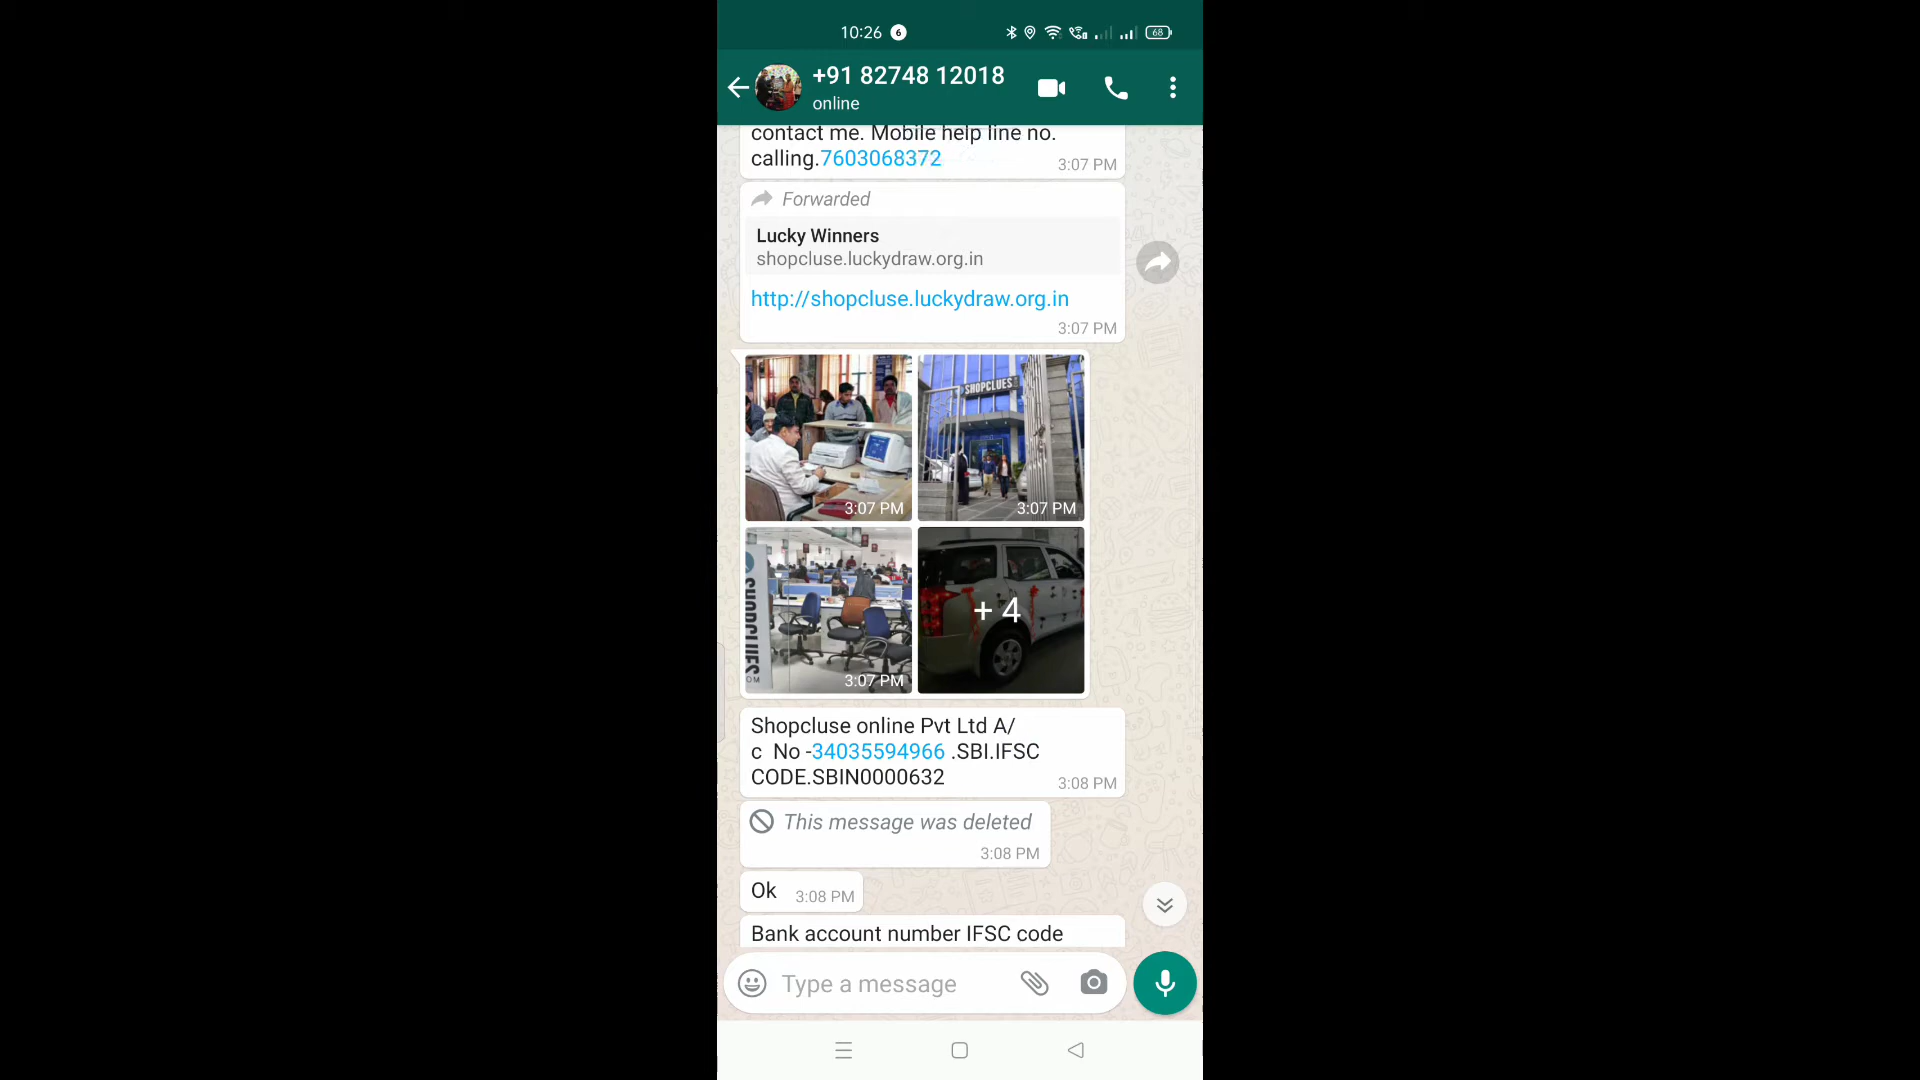 10:26 6
68
+91 82748 12018
online
contact me. Mobile help line no.
calling.7603068372
3:07 PM
Forwarded
Lucky Winners
shopcluse.luckydraw.org.in
http://shopcluse.luckydraw.org.in
3:07 PM
SHOPCLUES
3:07 PM
3:07 PM
SHOPCLUES
3:07 PM
+ 4
Shopcluse online Pvt Ltd A/
c No -34035594966 .SBI.IFSC
CODE.SBIN0000632
3:08 PM
This message was deleted
3:08 PM
Ok
3:08 PM
Bank account number IFSC code
Type a message